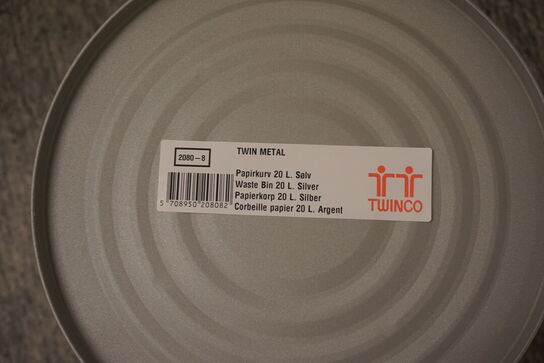 2080-8
TWIN METAL
Papirkurv 20 L. Sølv
Waste Bin 20 L. Silver
Papierkorp 20 L. Silber
Corbeille papier 20 L. Argent
5 708950 208082
TWINCO